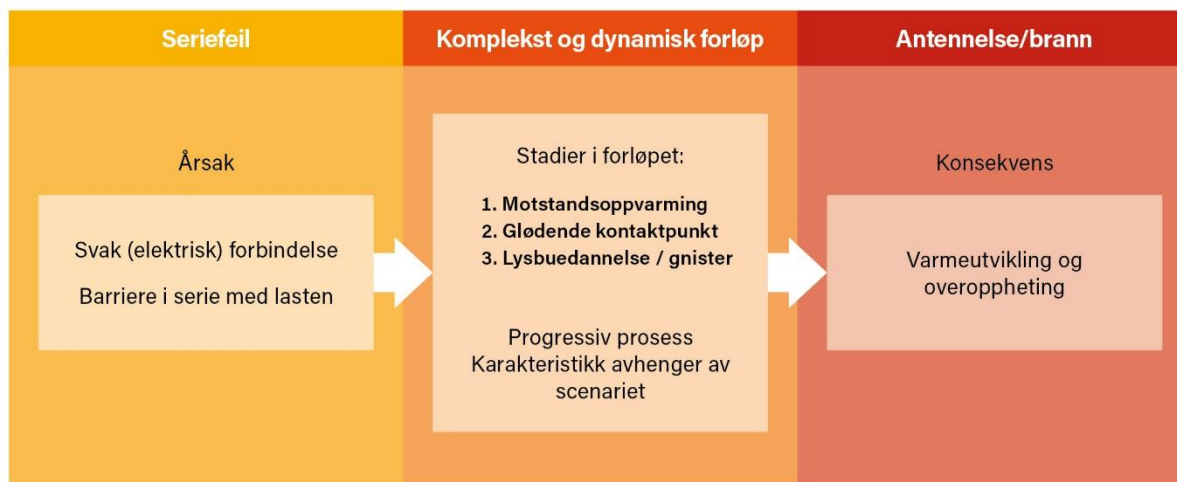 Seriefeil
Årsak
Svak (elektrisk) forbindelse
Barriere i serie med lasten
Komplekst og dynamisk forløp
Stadier i forløpet:
1. Motstandsoppvarming
2. Glødende kontaktpunkt
3. Lysbuedannelse / gnister
Progressiv prosess
Karakteristikk avhenger av
scenariet
Antennelse/brann
Konsekvens
Varmeutvikling og
overoppheting